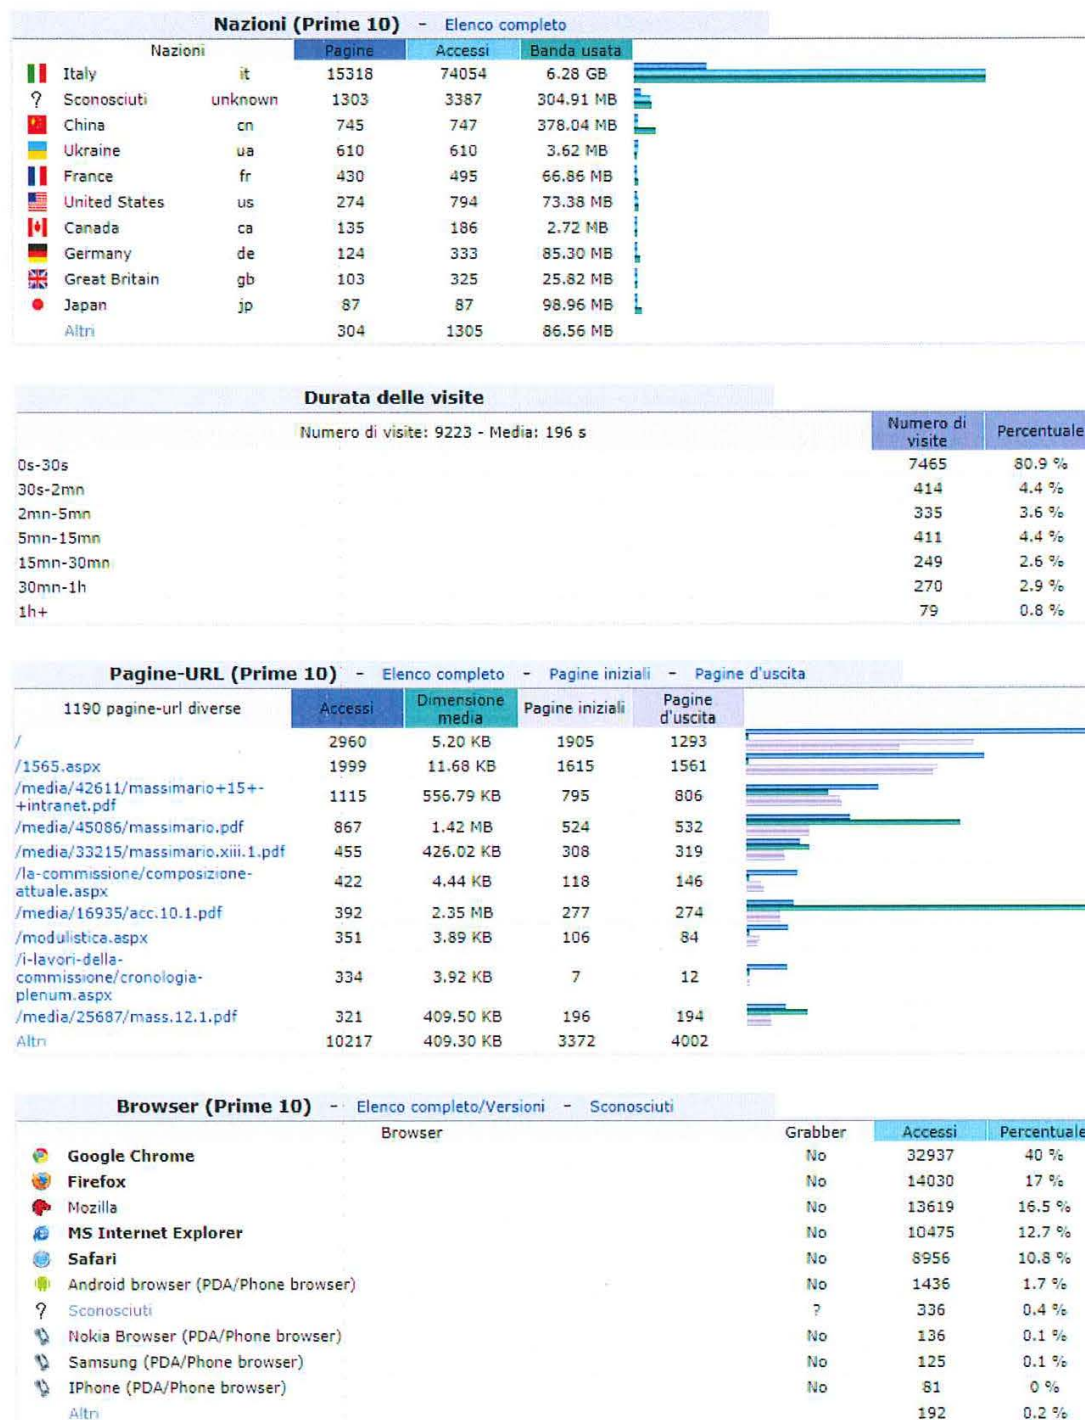 Nazioni (Prime 10) - Elenco completo
Nazioni Pagine Accessi Banda usata
Italy it 15318 74054 6.28 GB
? Sconosciuti unknown 1303 3387 304.91 MB
China cn 745 747 378.04 MB
Ukraine ua 610 610 3.62 MB
France fr 430 495 66.86 MB
United States us 274 794 73.38 MB
Canada ca 135 186 2.72 MB
Germany de 124 333 85.30 MB
Great Britain gb 103 325 25.82 MB
Japan jp 87 87 98.96 MB
Altri 304 1305 86.56 MB
Durata delle visite
Numero di visite: 9223 - Media: 196 s Numero di visite Percentuale
0s-30s 7465 80.9 %
30s-2mn 414 4.4 %
2mn-5mn 335 3.6 %
5mn-15mn 411 4.4 %
15mn-30mn 249 2.6 %
30mn-1h 270 2.9 %
1h+ 79 0.8 %
Pagine-URL (Prime 10) - Elenco completo - Pagine iniziali - Pagine d'uscita
1190 pagine-url diverse Accessi Dimensione media Pagine iniziali Pagine d'uscita
/ 2960 5.20 KB 1905 1293
/1565.aspx 1999 11.68 KB 1615 1561
/media/42611/massimario+15+-
+intranet.pdf 1115 556.79 KB 795 806
/media/45086/massimario.pdf 867 1.42 MB 524 532
/media/33215/massimario.xiii.1.pdf 455 426.02 KB 308 319
/la-commissione/composizione-
attuale.aspx 422 4.44 KB 118 146
/media/16935/acc.10.1.pdf 392 2.35 MB 277 274
/modulistica.aspx 351 3.89 KB 106 84
/i-lavori-della-
commissione/cronologia-
plenum.aspx 334 3.92 KB 7 12
/media/25687/mass.12.1.pdf 321 409.50 KB 196 194
Altri 10217 409.30 KB 3372 4002
Browser (Prime 10) - Elenco completo/Versioni - Sconosciuti
Browser Grabber Accessi Percentuale
Google Chrome No 32937 40 %
Firefox No 14030 17 %
Mozilla No 13619 16.5 %
MS Internet Explorer No 10475 12.7 %
Safari No 8956 10.8 %
Android browser (PDA/Phone browser) No 1436 1.7 %
? Sconosciuti ? 336 0.4 %
Nokia Browser (PDA/Phone browser) No 136 0.1 %
Samsung (PDA/Phone browser) No 125 0.1 %
IPhone (PDA/Phone browser) No 81 0 %
Altri 192 0.2 %